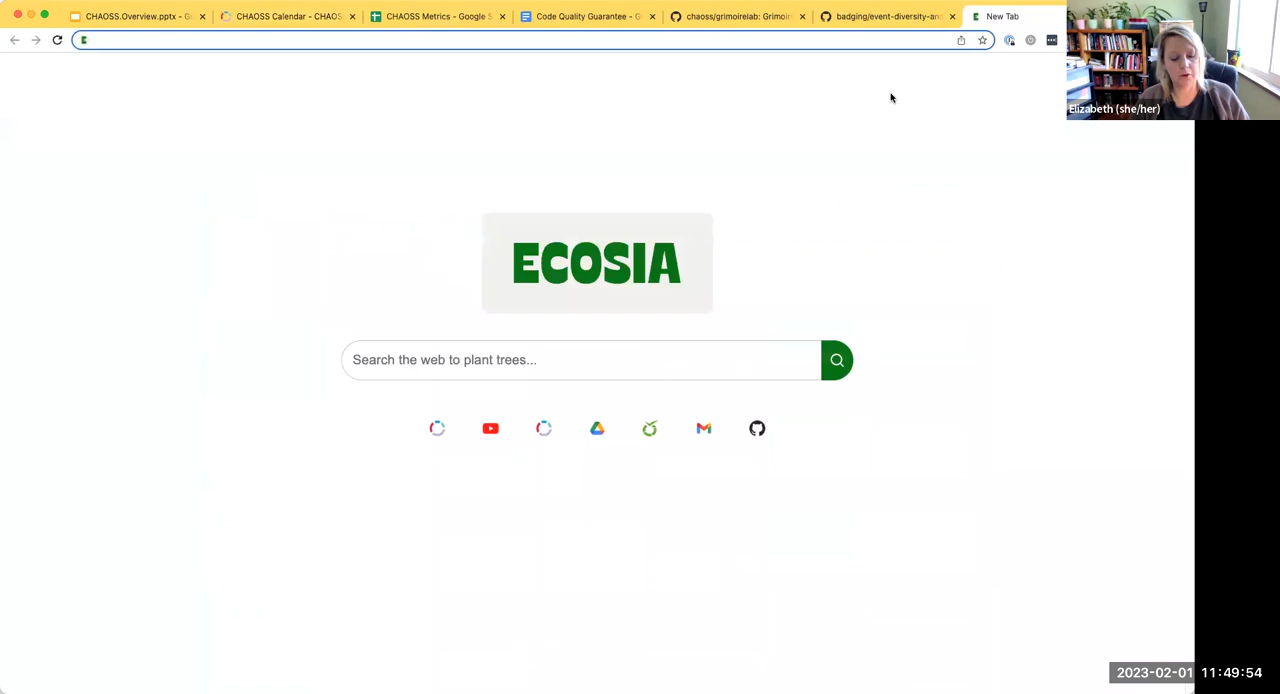 CHAOSS.Overview.pptx - G
CHAOSS Calendar - CHAOS
CHAOSS Metrics - Google S
Code Quality Guarantee - G
chaoss/grimoirelab: Grimoir
badging/event-diversity-an
New Tab
Elizabeth (she/her)
ECOSIA
Search the web to plant trees...
2023-02-01 11:49:54